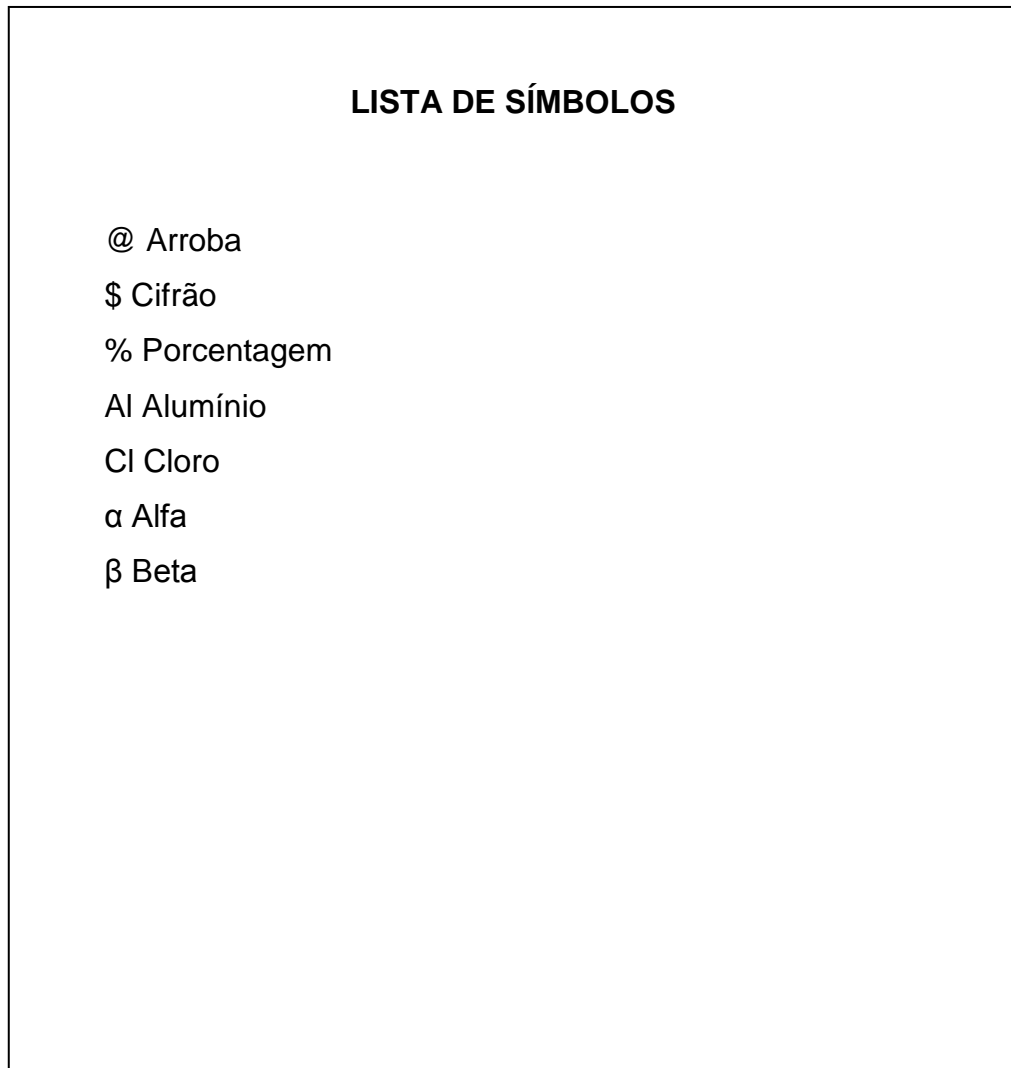 LISTA DE SÍMBOLOS
@ Arroba
$ Cifrão
% Porcentagem
Al Alumínio
Cl Cloro
α Alfa
β Beta